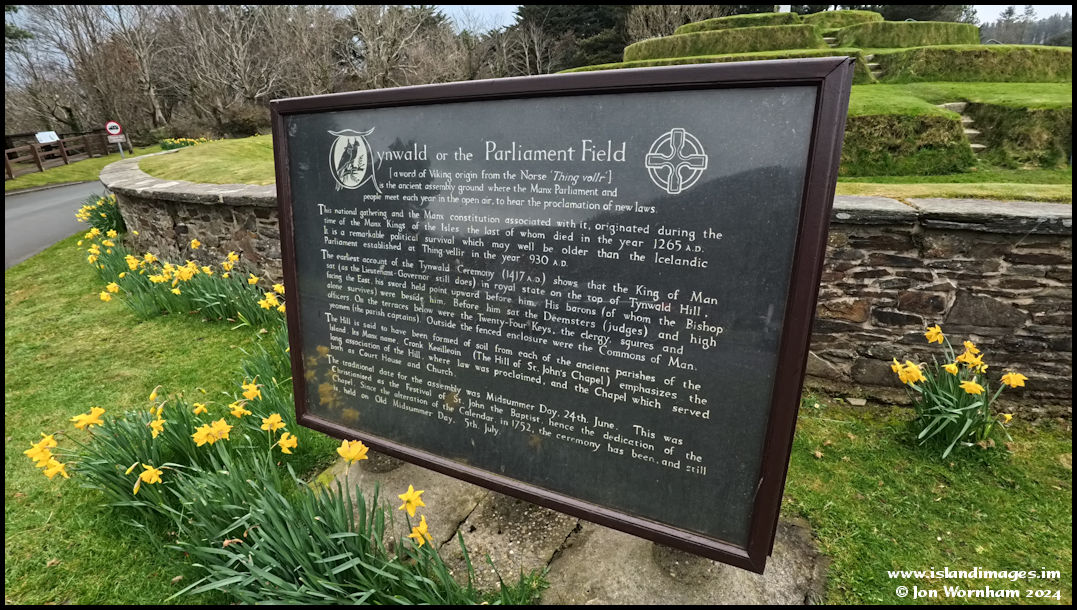 Tynwald or the Parliament Field
[a word of Viking origin from the Norse 'Thing vollr']
is the ancient assembly ground where the Manx Parliament and
people meet each year in the open air, to hear the proclamation of new laws.
This national gathering and the Manx constitution associated with it, originated during the
time of the Manx Kings of the Isles, the last of whom died in the year 1265 A.D.
It is a remarkable political survival which may well be older than the Icelandic
Parliament established at Thing-vellir in the year 930 A.D.
The earliest account of the Tynwald Ceremony (1417 A.D.) shows that the King of Man
sat (as the Lieutenant-Governor still does) in royal state on the top of Tynwald Hill,
facing the East, his sword held point upward before him. His barons (of whom the Bishop
alone survives) were beside him. Before him sat the Deemsters (judges) and high
officers. On the terraces below were the Twenty-Four Keys, the clergy, squires and
yeomen (the parish captains). Outside the fenced enclosure were the Commons of Man.
The Hill is said to have been formed of soil from each of the ancient parishes of the
Island. Its Manx name, Cronk Keeilleoin (The Hill of St. John's Chapel) emphasizes the
long association of the Hill, where law was proclaimed, and the Chapel which served
both as Court House and Church.
The traditional date for the assembly was Midsummer Day, 24th. June. This was
Christianised as the Festival of St. John the Baptist, hence the dedication of the
Chapel. Since the alteration of the Calendar, in 1752, the ceremony has been, and still
is, held on Old Midsummer Day, 5th. July.
www.islandimages.im
© Jon Wornham 2024